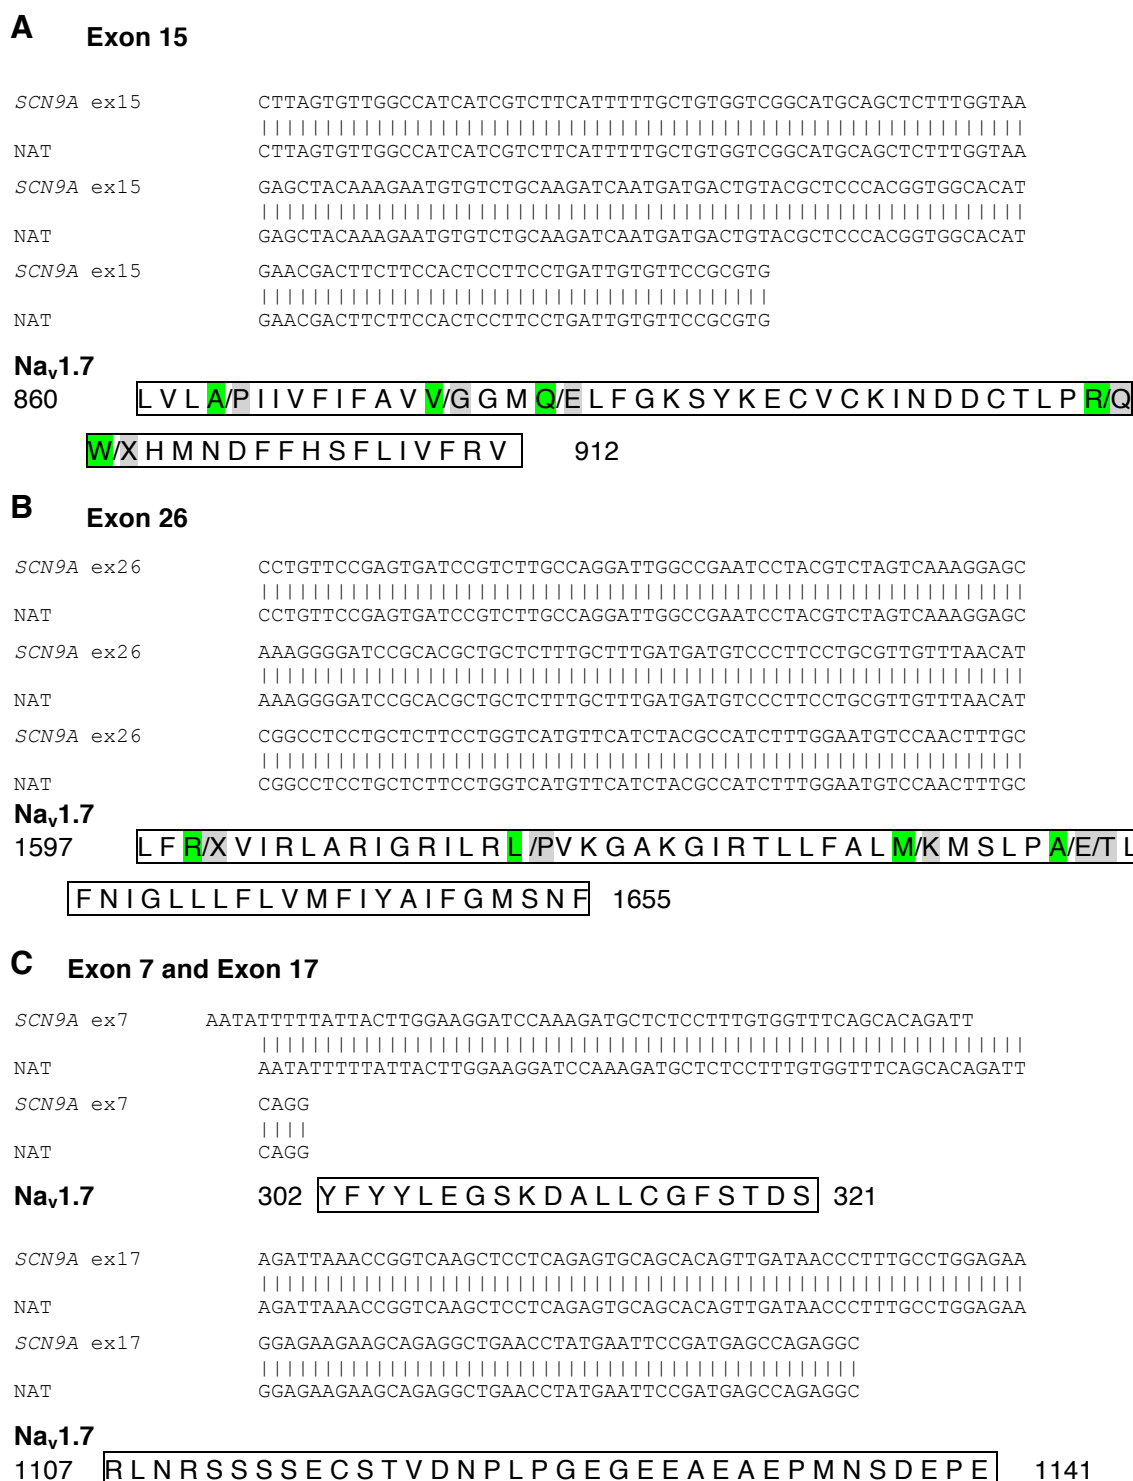 A Exon 15
SCN9A ex15 CTTAGTGTTGGCCATCATCGTCTTCATTTTTGCTGTGGTCGGCATGCAGCTCTTTGGTAA
||||||||||||||||||||||||||||||||||||||||||||||||||||||||||||
NAT CTTAGTGTTGGCCATCATCGTCTTCATTTTTGCTGTGGTCGGCATGCAGCTCTTTGGTAA
SCN9A ex15 GAGCTACAAAGAATGTGTCTGCAAGATCAATGATGACTGTACGCTCCCACGGTGGCACAT
||||||||||||||||||||||||||||||||||||||||||||||||||||||||||||
NAT GAGCTACAAAGAATGTGTCTGCAAGATCAATGATGACTGTACGCTCCCACGGTGGCACAT
SCN9A ex15 GAACGACTTCTTCCACTCCTTCCTGATTGTGTTCCGCGTG
||||||||||||||||||||||||||||||||||||||||
NAT GAACGACTTCTTCCACTCCTTCCTGATTGTGTTCCGCGTG
Nav1.7
860 L V L A/P I I V F I F A V V/G G M Q/E L F G K S Y K E C V C K I N D D C T L P R/Q
W/X H M N D F F H S F L I V F R V 912
B Exon 26
SCN9A ex26 CCTGTTCCGAGTGATCCGTCTTGCCAGGATTGGCCGAATCCTACGTCTAGTCAAAGGAGC
||||||||||||||||||||||||||||||||||||||||||||||||||||||||||||
NAT CCTGTTCCGAGTGATCCGTCTTGCCAGGATTGGCCGAATCCTACGTCTAGTCAAAGGAGC
SCN9A ex26 AAAGGGGATCCGCACGCTGCTCTTTGCTTTGATGATGTCCCTTCCTGCGTTGTTTAACAT
||||||||||||||||||||||||||||||||||||||||||||||||||||||||||||
NAT AAAGGGGATCCGCACGCTGCTCTTTGCTTTGATGATGTCCCTTCCTGCGTTGTTTAACAT
SCN9A ex26 CGGCCTCCTGCTCTTCCTGGTCATGTTCATCTACGCCATCTTTGGAATGTCCAACTTTGC
||||||||||||||||||||||||||||||||||||||||||||||||||||||||||||
NAT CGGCCTCCTGCTCTTCCTGGTCATGTTCATCTACGCCATCTTTGGAATGTCCAACTTTGC
Nav1.7
1597 L F R/X V I R L A R I G R I L R L /P V K G A K G I R T L L F A L M/K M S L P A/E/T L
F N I G L L L F L V M F I Y A I F G M S N F 1655
C Exon 7 and Exon 17
SCN9A ex7 AATATTTTTATTACTTGGAAGGATCCAAAGATGCTCTCCTTTGTGGTTTCAGCACAGATT
||||||||||||||||||||||||||||||||||||||||||||||||||||||||||||
NAT AATATTTTTATTACTTGGAAGGATCCAAAGATGCTCTCCTTTGTGGTTTCAGCACAGATT
SCN9A ex7 CAGG
||||
NAT CAGG
Nav1.7 302 Y F Y Y L E G S K D A L L C G F S T D S 321
SCN9A ex17 AGATTAAACCGGTCAAGCTCCTCAGAGTGCAGCACAGTTGATAACCCTTTGCCTGGAGAA
||||||||||||||||||||||||||||||||||||||||||||||||||||||||||||
NAT AGATTAAACCGGTCAAGCTCCTCAGAGTGCAGCACAGTTGATAACCCTTTGCCTGGAGAA
SCN9A ex17 GGAGAAGAAGCAGAGGCTGAACCTATGAATTCCGATGAGCCAGAGGC
|||||||||||||||||||||||||||||||||||||||||||||||
NAT GGAGAAGAAGCAGAGGCTGAACCTATGAATTCCGATGAGCCAGAGGC
Nav1.7
1107 R L N R S S S S E C S T V D N P L P G E G E E A E A E P M N S D E P E 1141